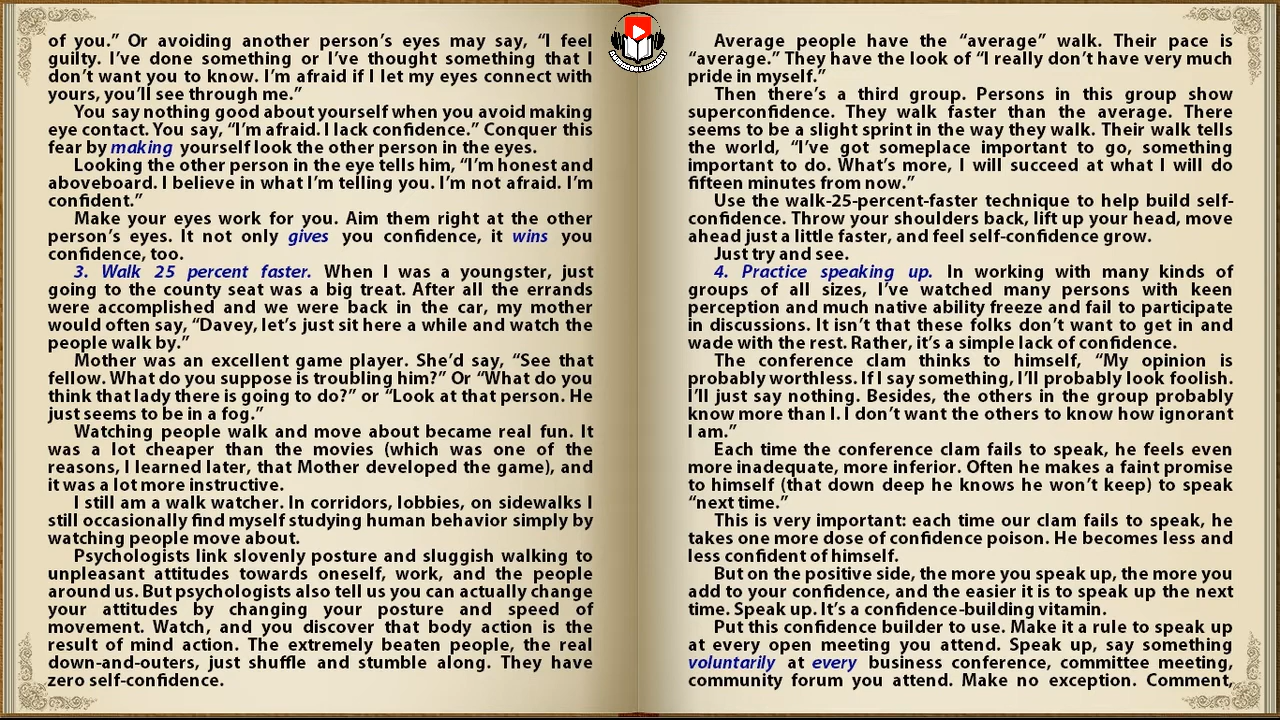 of you.” Or avoiding another person’s eyes may say, “I feel
guilty. I’ve done something or I’ve thought something that I
don’t want you to know. I’m afraid if I let my eyes connect with
yours, you’ll see through me.”
You say nothing good about yourself when you avoid making
eye contact. You say, “I’m afraid. I lack confidence.” Conquer this
fear by making yourself look the other person in the eyes.
Looking the other person in the eye tells him, “I’m honest and
aboveboard. I believe in what I’m telling you. I’m not afraid. I’m
confident.”
Make your eyes work for you. Aim them right at the other
person’s eyes. It not only gives you confidence, it wins you
confidence, too.
3. Walk 25 percent faster. When I was a youngster, just
going to the county seat was a big treat. After all the errands
were accomplished and we were back in the car, my mother
would often say, “Davey, let’s just sit here a while and watch the
people walk by.”
Mother was an excellent game player. She’d say, “See that
fellow. What do you suppose is troubling him?” Or “What do you
think that lady there is going to do?” or “Look at that person. He
just seems to be in a fog.”
Watching people walk and move about became real fun. It
was a lot cheaper than the movies (which was one of the
reasons, I learned later, that Mother developed the game), and
it was a lot more instructive.
I still am a walk watcher. In corridors, lobbies, on sidewalks I
still occasionally find myself studying human behavior simply by
watching people move about.
Psychologists link slovenly posture and sluggish walking to
unpleasant attitudes towards oneself, work, and the people
around us. But psychologists also tell us you can actually change
your attitudes by changing your posture and speed of
movement. Watch, and you discover that body action is the
result of mind action. The extremely beaten people, the real
down-and-outers, just shuffle and stumble along. They have
zero self-confidence.
Average people have the “average” walk. Their pace is
“average.” They have the look of “I really don’t have very much
pride in myself.”
Then there’s a third group. Persons in this group show
superconfidence. They walk faster than the average. There
seems to be a slight sprint in the way they walk. Their walk tells
the world, “I’ve got someplace important to go, something
important to do. What’s more, I will succeed at what I will do
fifteen minutes from now.”
Use the walk-25-percent-faster technique to help build self-
confidence. Throw your shoulders back, lift up your head, move
ahead just a little faster, and feel self-confidence grow.
Just try and see.
4. Practice speaking up. In working with many kinds of
groups of all sizes, I’ve watched many persons with keen
perception and much native ability freeze and fail to participate
in discussions. It isn’t that these folks don’t want to get in and
wade with the rest. Rather, it’s a simple lack of confidence.
The conference clam thinks to himself, “My opinion is
probably worthless. If I say something, I’ll probably look foolish.
I’ll just say nothing. Besides, the others in the group probably
know more than I. I don’t want the others to know how ignorant
I am.”
Each time the conference clam fails to speak, he feels even
more inadequate, more inferior. Often he makes a faint promise
to himself (that down deep he knows he won’t keep) to speak
“next time.”
This is very important: each time our clam fails to speak, he
takes one more dose of confidence poison. He becomes less and
less confident of himself.
But on the positive side, the more you speak up, the more you
add to your confidence, and the easier it is to speak up the next
time. Speak up. It’s a confidence-building vitamin.
Put this confidence builder to use. Make it a rule to speak up
at every open meeting you attend. Speak up, say something
voluntarily at every business conference, committee meeting,
community forum you attend. Make no exception. Comment,